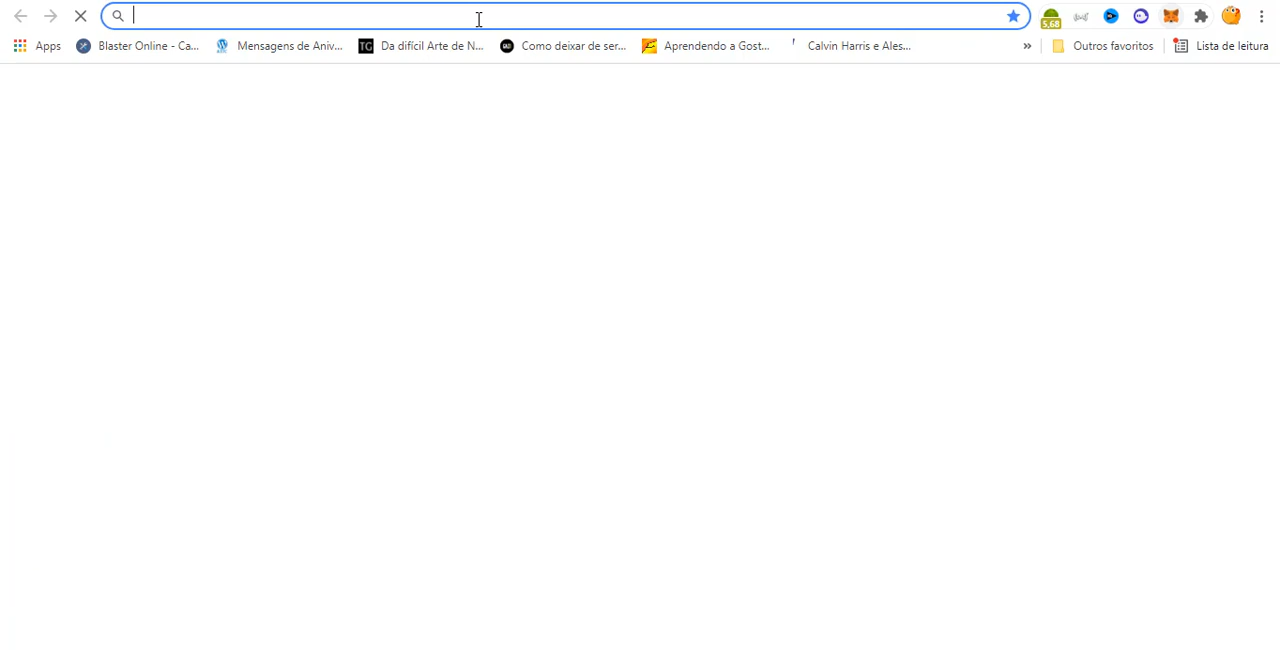 5,68
Apps Blaster Online - Ca... Mensagens de Aniv... TG Da difícil Arte de N... Como deixar de ser... Aprendendo a Gost... Calvin Harris e Ales... » Outros favoritos Lista de leitura